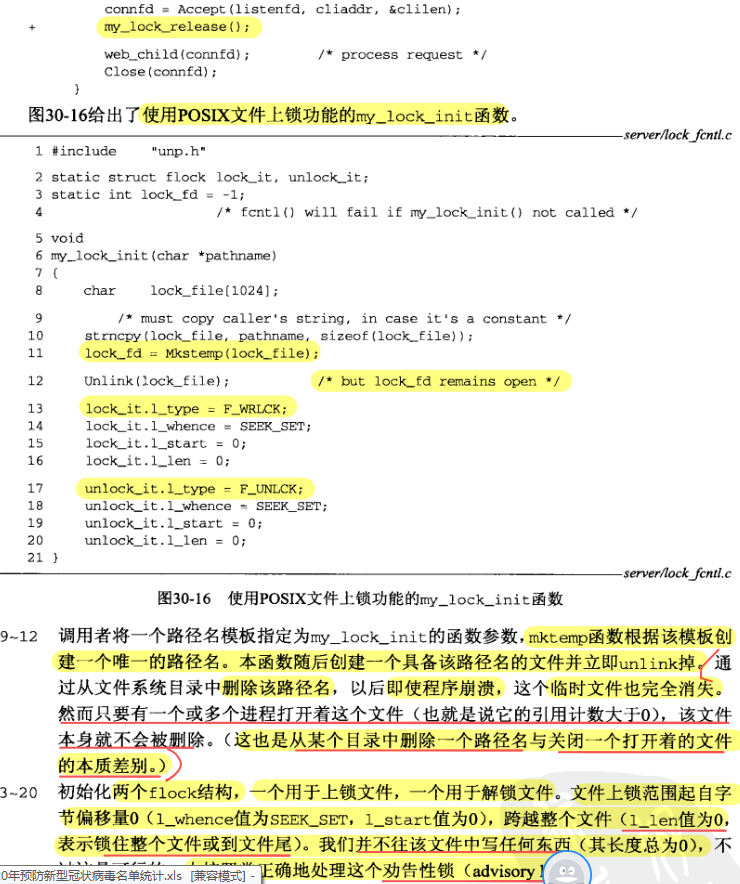 connfd = Accept(listenfd, cliaddr, &clilen);
+ my_lock_release();
web_child(connfd); /* process request */
Close(connfd);
}
图30-16给出了使用POSIX文件上锁功能的my_lock_init函数。
server/lock_fcntl.c
1 #include "unp.h"
2 static struct flock lock_it, unlock_it;
3 static int lock_fd = -1;
4 /* fcntl() will fail if my_lock_init() not called */
5 void
6 my_lock_init(char *pathname)
7 {
8 char lock_file[1024];
9 /* must copy caller's string, in case it's a constant */
10 strncpy(lock_file, pathname, sizeof(lock_file));
11 lock_fd = Mkstemp(lock_file);
12 Unlink(lock_file); /* but lock_fd remains open */
13 lock_it.l_type = F_WRLCK;
14 lock_it.l_whence = SEEK_SET;
15 lock_it.l_start = 0;
16 lock_it.l_len = 0;
17 unlock_it.l_type = F_UNLCK;
18 unlock_it.l_whence = SEEK_SET;
19 unlock_it.l_start = 0;
20 unlock_it.l_len = 0;
21 }
server/lock_fcntl.c
图30-16 使用POSIX文件上锁功能的my_lock_init函数
9~12 调用者将一个路径名模板指定为my_lock_init的函数参数，mktemp函数根据该模板创
建一个唯一的路径名。本函数随后创建一个具备该路径名的文件并立即unlink掉。通
过从文件系统目录中删除该路径名，以后即使程序崩溃，这个临时文件也完全消失。
然而只要有一个或多个进程打开着这个文件（也就是说它的引用计数大于0），该文件
本身就不会被删除。（这也是从某个目录中删除一个路径名与关闭一个打开着的文件
的本质差别。）
3~20 初始化两个flock结构，一个用于上锁文件，一个用于解锁文件。文件上锁范围起自字
节偏移量0（l_whence值为SEEK_SET，l_start值为0），跨越整个文件（l_len值为0，
表示锁住整个文件或到文件尾）。我们并不往该文件中写任何东西（其长度总为0），不
正确地处理这个劝告性锁（advisory
20年预防新型冠状病毒名单统计.xls [兼容模式] -